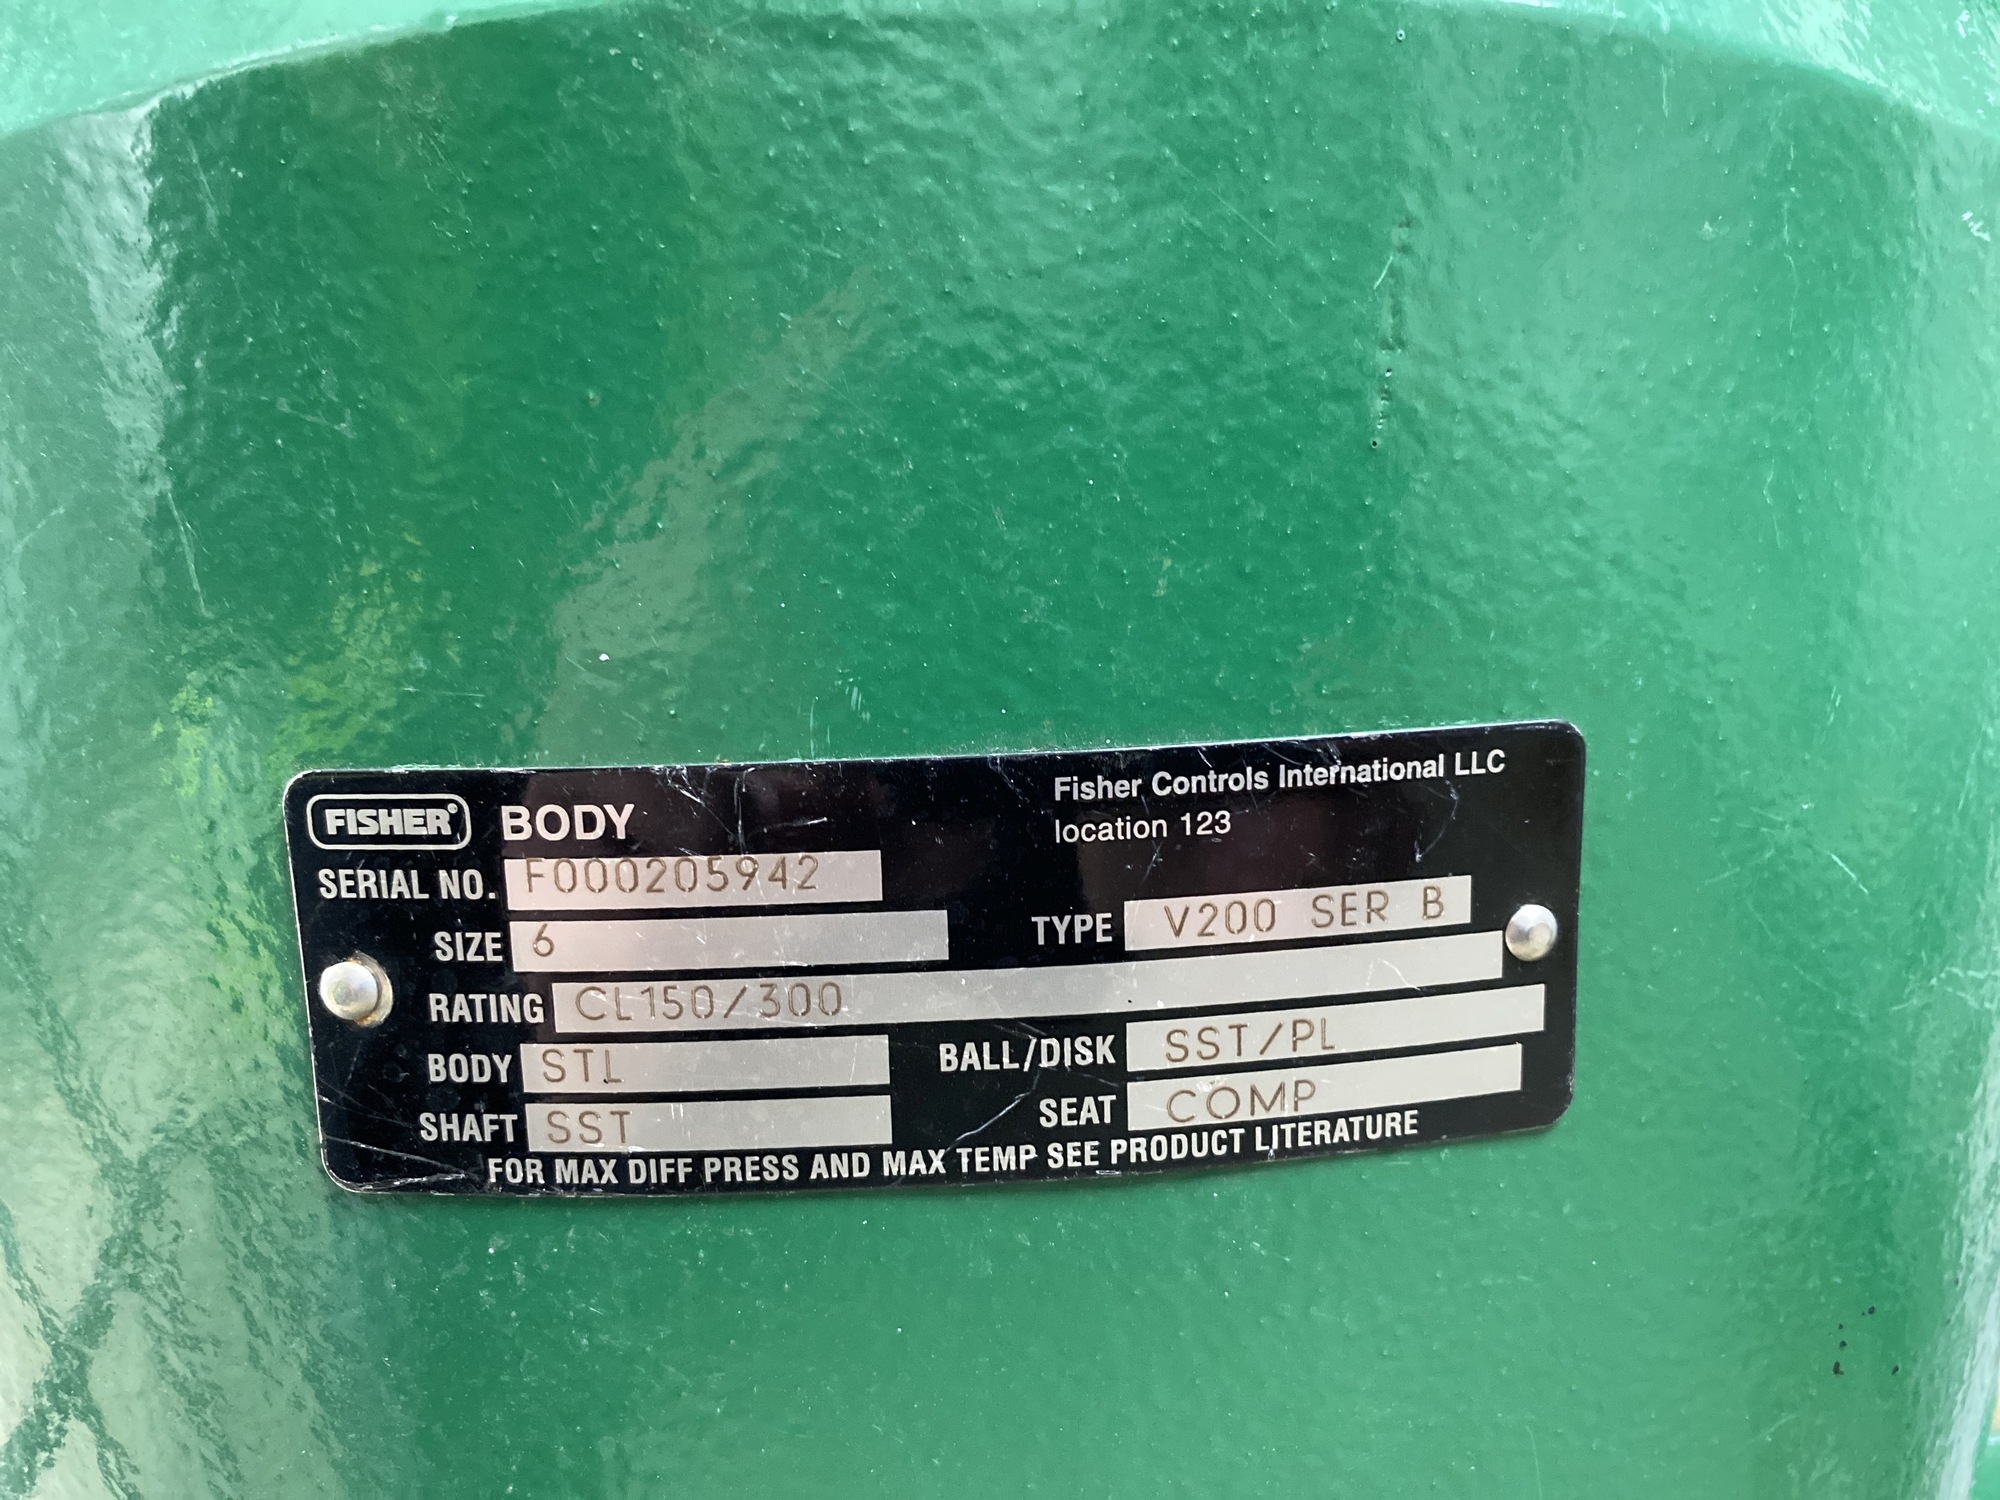 FISHER® BODY
Fisher Controls International LLC
location 123
SERIAL NO. F000205942
SIZE 6 TYPE V200 SER B
RATING CL150/300
BODY STL BALL/DISK SST/PL
SHAFT SST SEAT COMP
FOR MAX DIFF PRESS AND MAX TEMP SEE PRODUCT LITERATURE